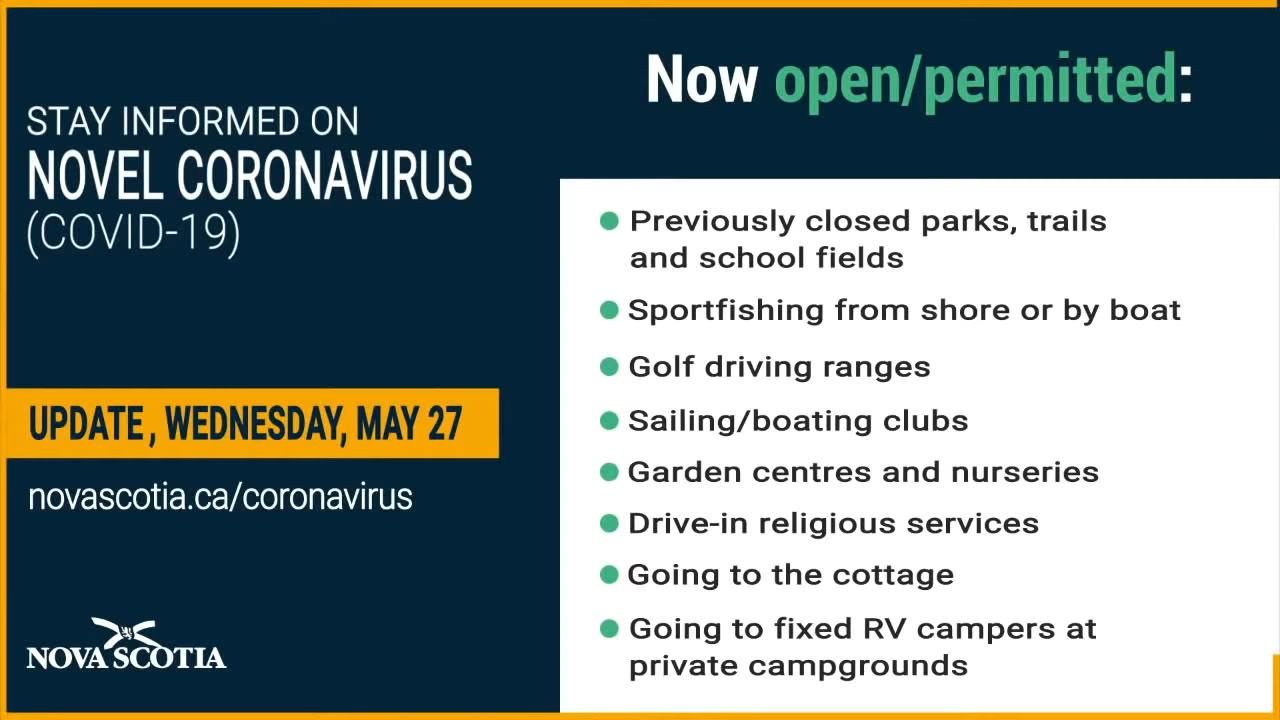 STAY INFORMED ON
NOVEL CORONAVIRUS
(COVID-19)
UPDATE, WEDNESDAY, MAY 27
novascotia.ca/coronavirus
NOVA SCOTIA
Now open/permitted:
Previously closed parks, trails
and school fields
Sportfishing from shore or by boat
Golf driving ranges
Sailing/boating clubs
Garden centres and nurseries
Drive-in religious services
Going to the cottage
Going to fixed RV campers at
private campgrounds